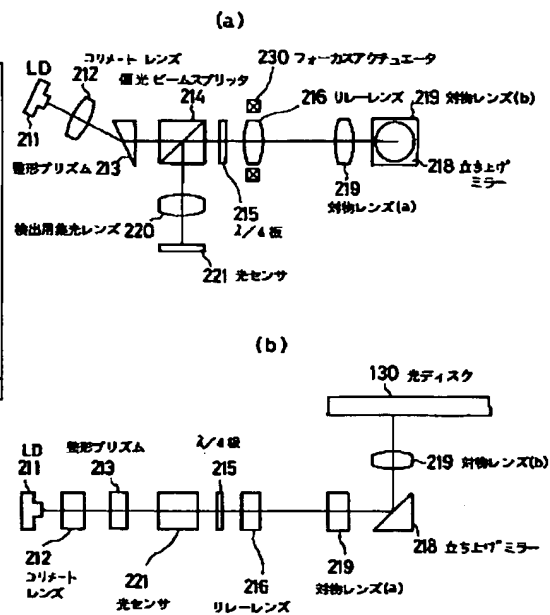 (a)
LD
211
コリメート レンズ
212
整形プリズム 213
偏光ビームスプリッタ
214
230 フォーカスアクチュエータ
216 リレーレンズ
219 対物レンズ(b)
218 立ち上げ
ミラー
219
対物レンズ(a)
215
λ/4板
検出用集光レンズ 220
221 光センサ
(b)
130 光ディスク
219 対物レンズ(b)
218 立ち上げミラー
LD
211
整形プリズム
213
λ/4板
215
212
コリメート
レンズ
221
光センサ
216
リレーレンズ
219
対物レンズ(a)